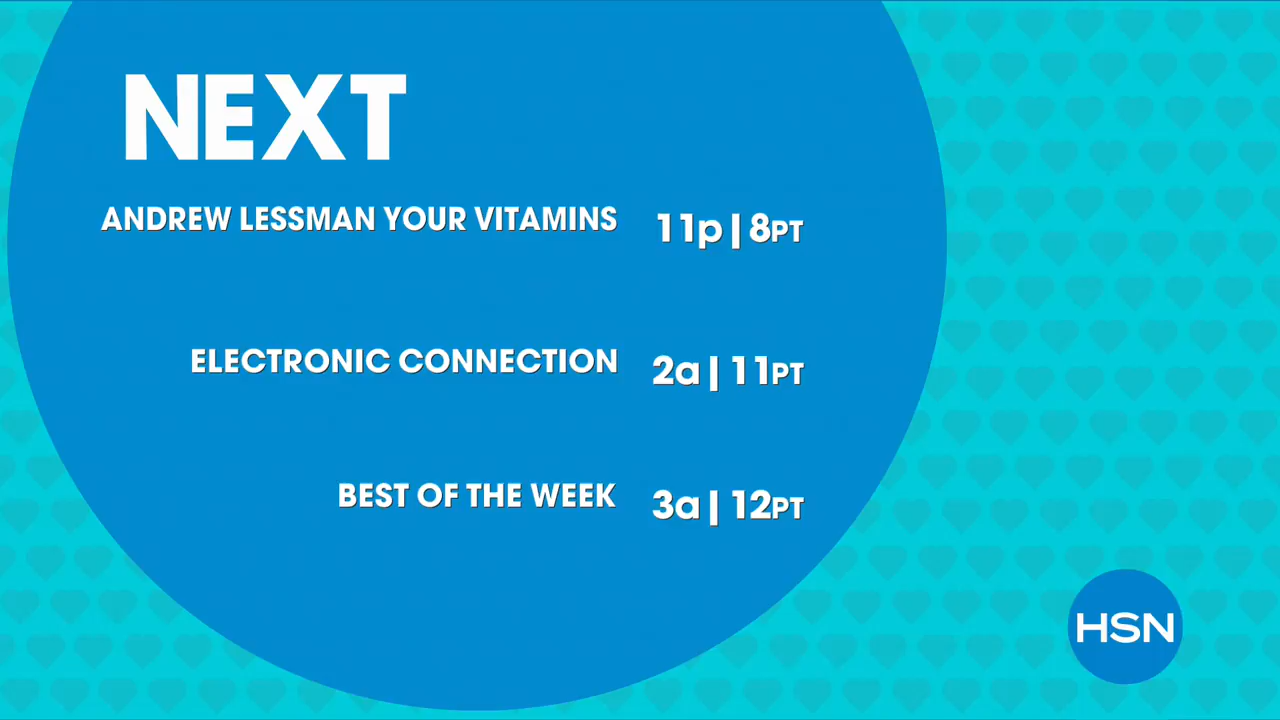 NEXT
ANDREW LESSMAN YOUR VITAMINS 11p | 8PT
ELECTRONIC CONNECTION 2a | 11PT
BEST OF THE WEEK 3a | 12PT
HSN